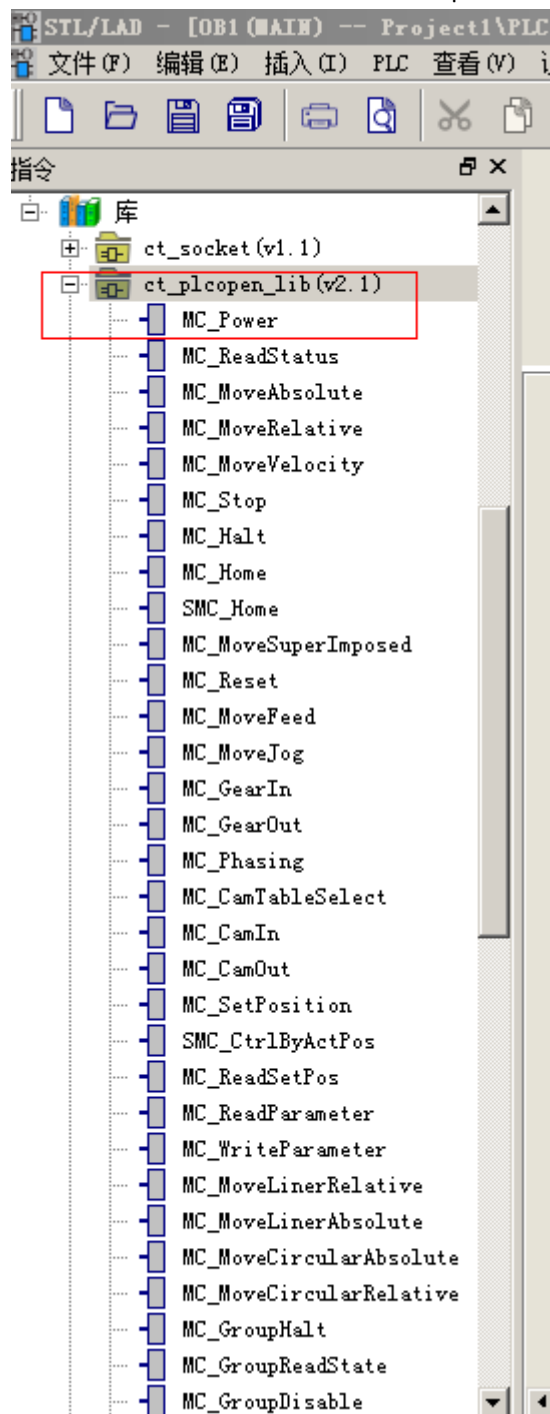 STL/LAD - [OB1(MAIN) -- Project1\PLC
文件(F) 编辑(E) 插入(I) PLC 查看(V)
指令
库
ct_socket(v1.1)
ct_plcopen_lib(v2.1)
MC_Power
MC_ReadStatus
MC_MoveAbsolute
MC_MoveRelative
MC_MoveVelocity
MC_Stop
MC_Halt
MC_Home
SMC_Home
MC_MoveSuperImposed
MC_Reset
MC_MoveFeed
MC_MoveJog
MC_GearIn
MC_GearOut
MC_Phasing
MC_CamTableSelect
MC_CamIn
MC_CamOut
MC_SetPosition
SMC_CtrlByActPos
MC_ReadSetPos
MC_ReadParameter
MC_WriteParameter
MC_MoveLinerRelative
MC_MoveLinerAbsolute
MC_MoveCircularAbsolute
MC_MoveCircularRelative
MC_GroupHalt
MC_GroupReadState
MC_GroupDisable